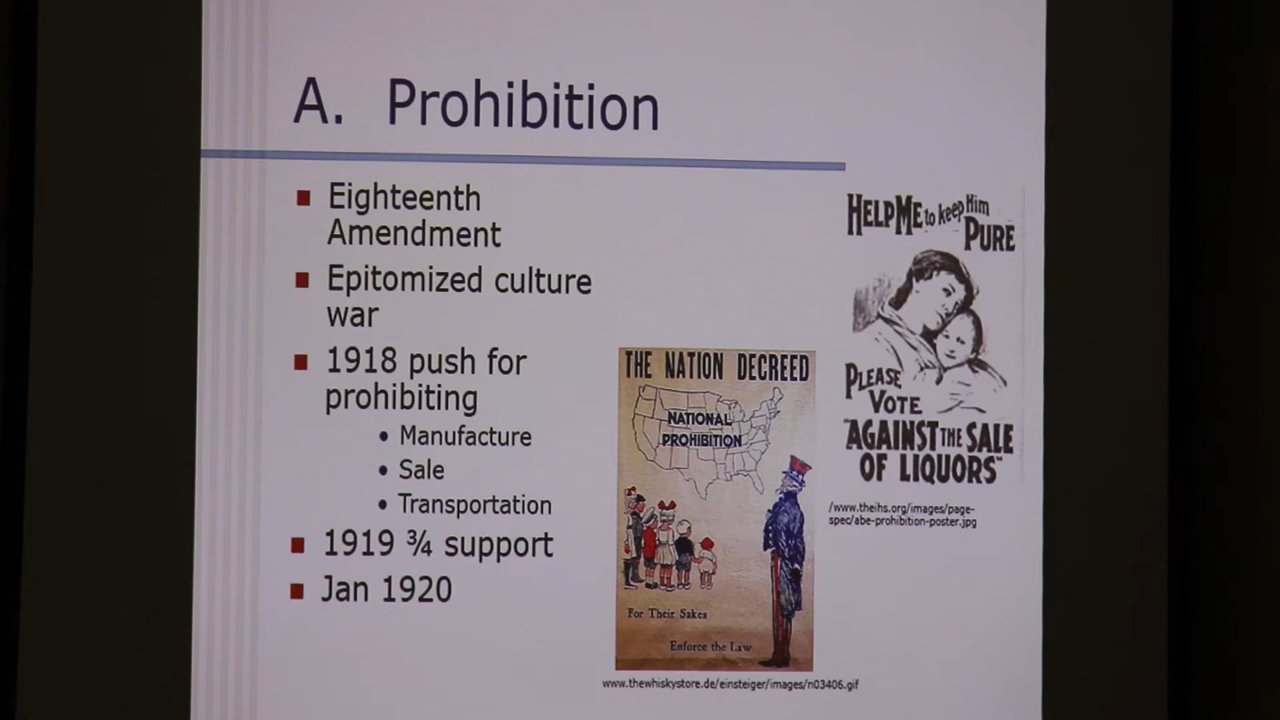 A. Prohibition
Eighteenth
Amendment
Epitomized culture
war
1918 push for
prohibiting
Manufacture
Sale
Transportation
1919 ¾ support
Jan 1920
THE NATION DECREED
NATIONAL
PROHIBITION
For Their Sakes
Enforce the Law
www.thewhiskystore.de/einsteiger/images/n03406.gif
HELP ME to keep Him
PURE
PLEASE
VOTE
"AGAINST THE SALE
OF LIQUORS"
/www.theihs.org/images/page-
spec/abe-prohibition-poster.jpg